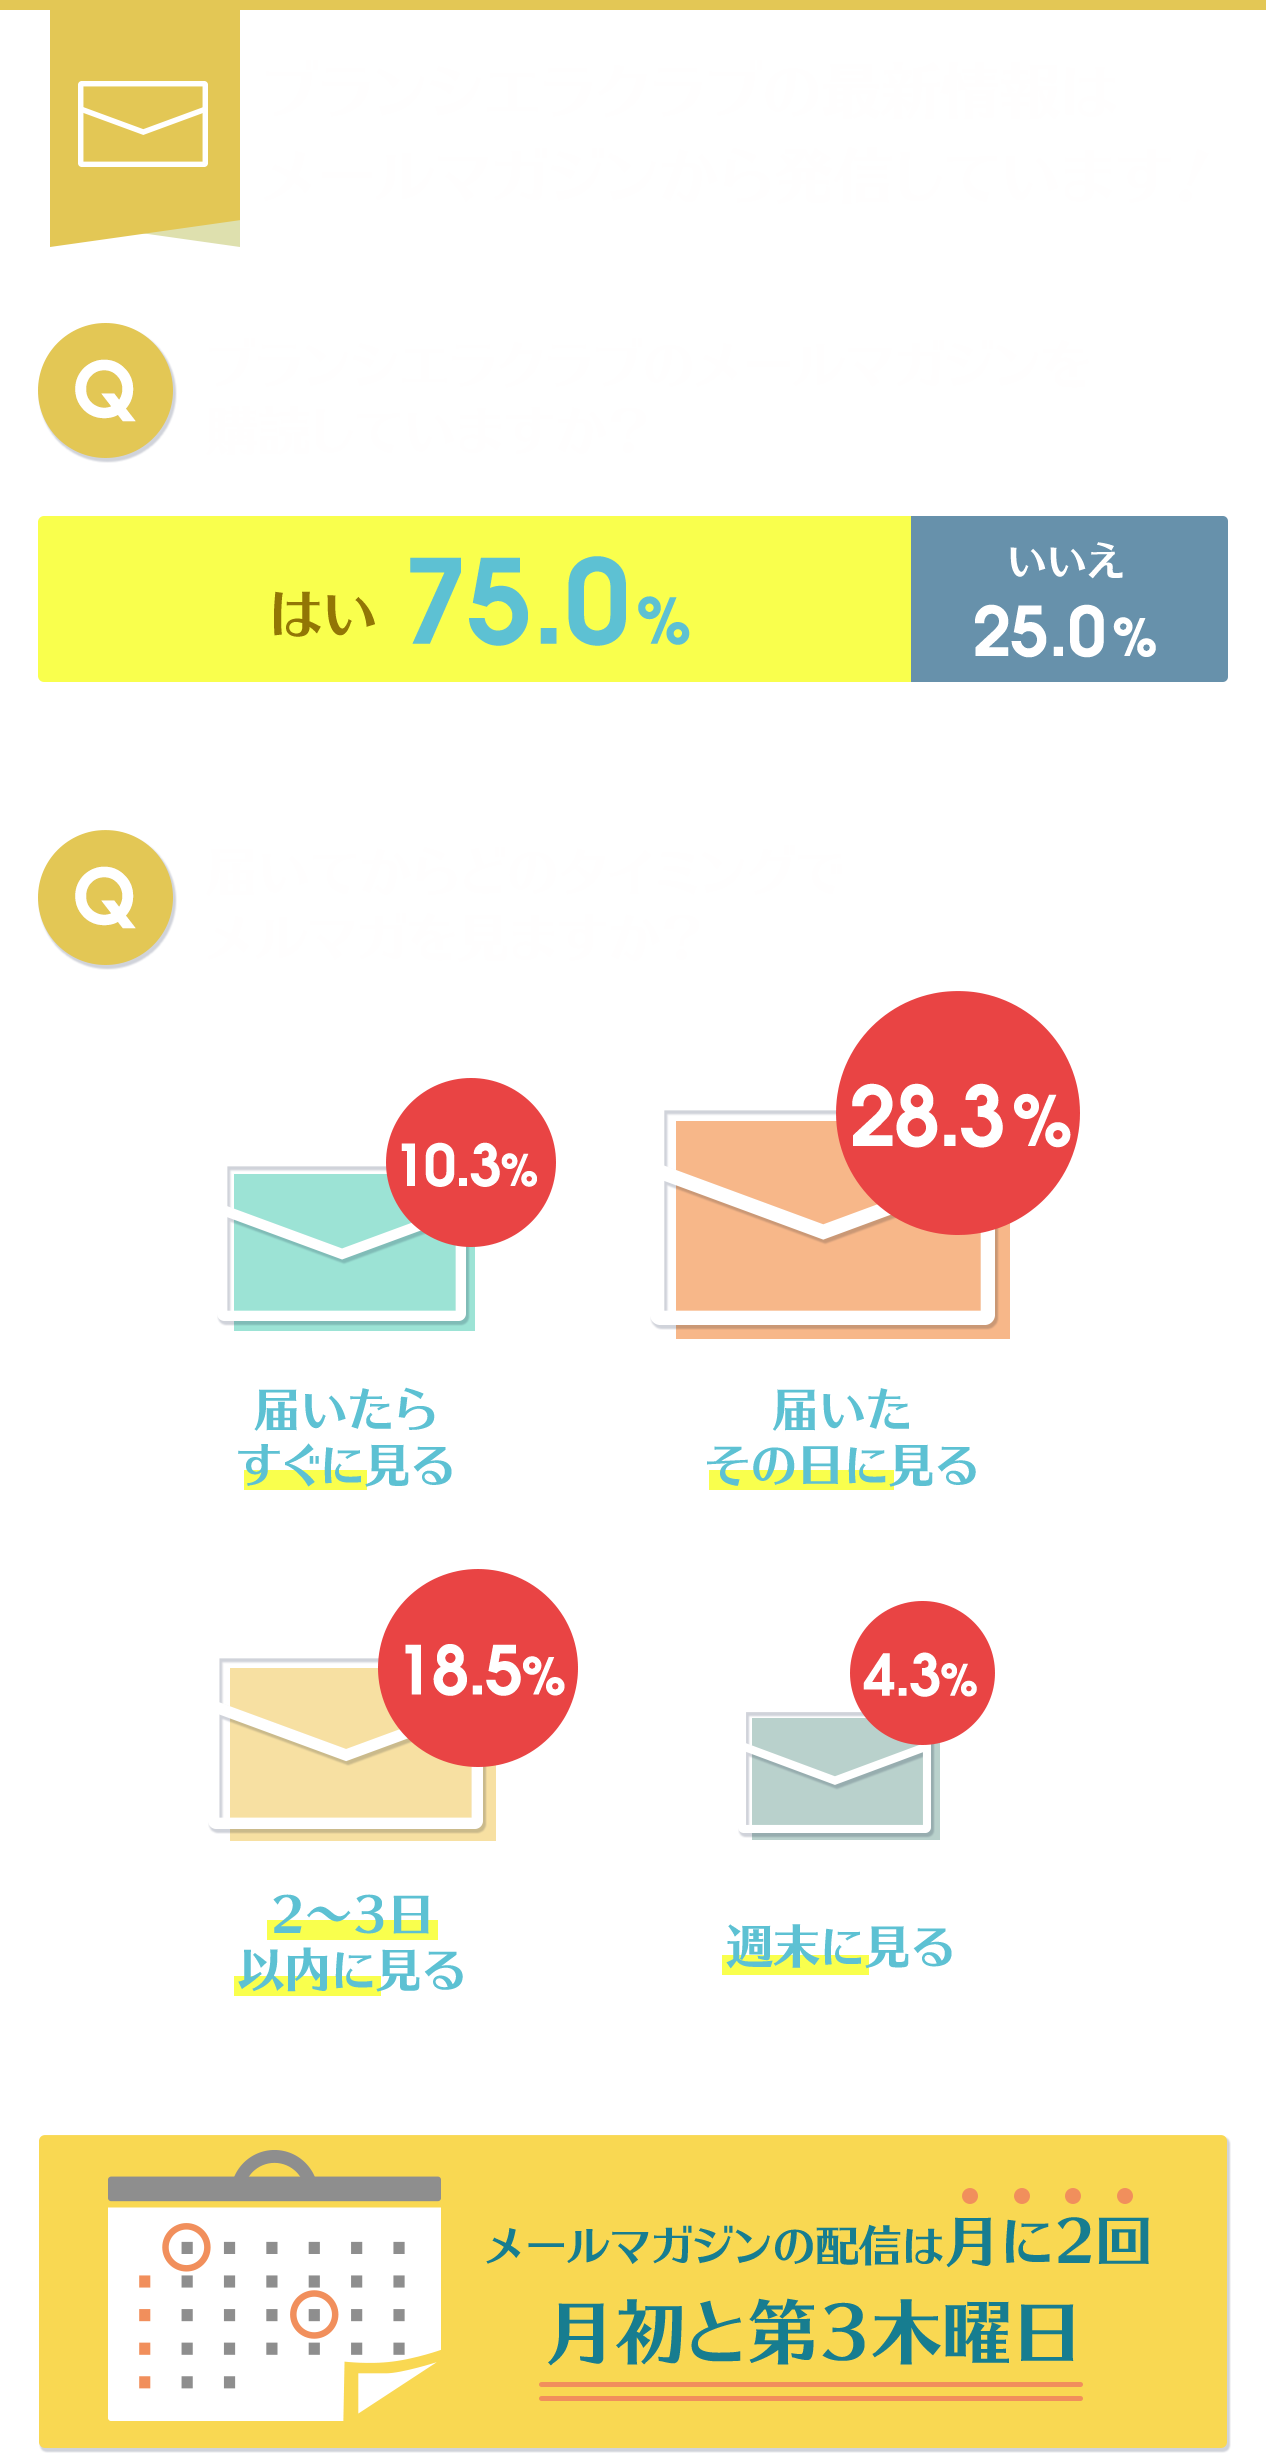 Q
はい 75.0%
いいえ
25.0%
Q
10.3%
28.3%
届いたら
すぐに見る
届いた
その日に見る
18.5%
4.3%
2〜3日
以内に見る
週末に見る
メールマガジンの配信は月に2回
月初と第3木曜日